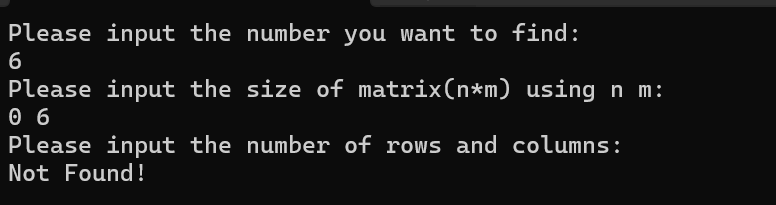 Please input the number you want to find:
6
Please input the size of matrix(n*m) using n m:
0 6
Please input the number of rows and columns:
Not Found!